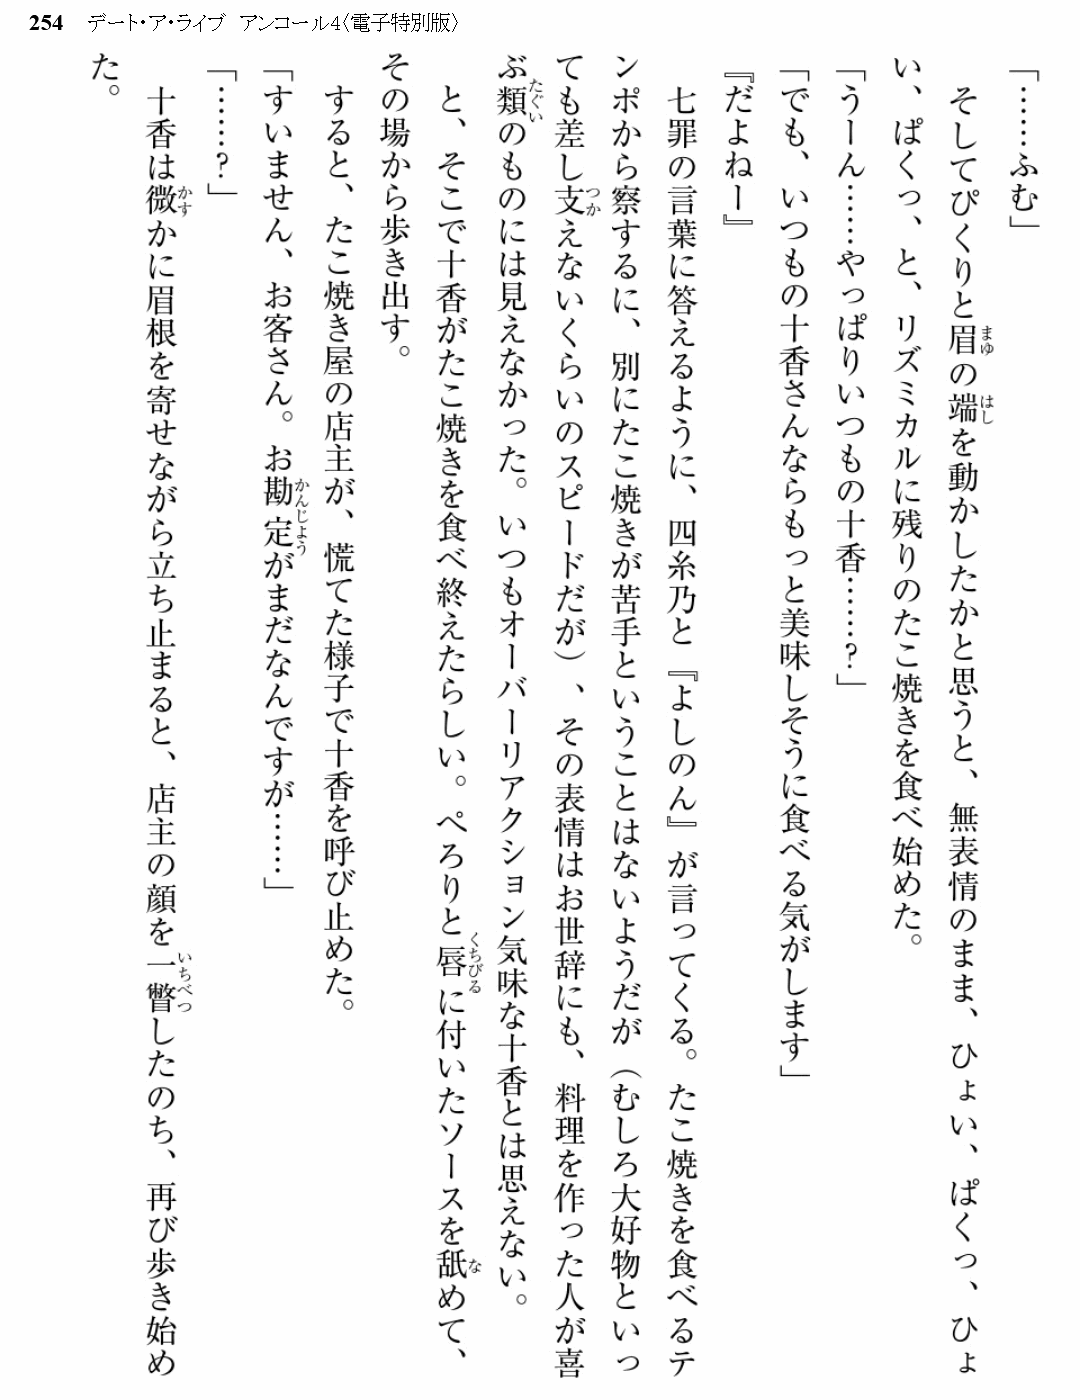 254 デート・ア・ライブ アンコール4〈電子特別版〉
「……ふむ」
そしてぴくりと眉の端を動かしたかと思うと、無表情のまま、ひょい、ぱくっ、ひょ
い、ぱくっ、と、リズミカルに残りのたこ焼きを食べ始めた。
「うーん……やっぱりいつもの十香……?」
「でも、いつもの十香さんならもっと美味しそうに食べる気がします」
『だよねー』
七罪の言葉に答えるように、四糸乃と『よしのん』が言ってくる。たこ焼きを食べるテ
ンポから察するに、別にたこ焼きが苦手ということはないようだが（むしろ大好物といっ
ても差し支えないくらいのスピードだが）、その表情はお世辞にも、料理を作った人が喜
ぶ類のものには見えなかった。いつもオーバーリアクション気味な十香とは思えない。
と、そこで十香がたこ焼きを食べ終えたらしい。ぺろりと唇に付いたソースを舐めて、
その場から歩き出す。
すると、たこ焼き屋の店主が、慌てた様子で十香を呼び止めた。
「すいません、お客さん。お勘定がまだなんですが……」
「……?」
十香は微かに眉根を寄せながら立ち止まると、店主の顔を一瞥したのち、再び歩き始め
た。